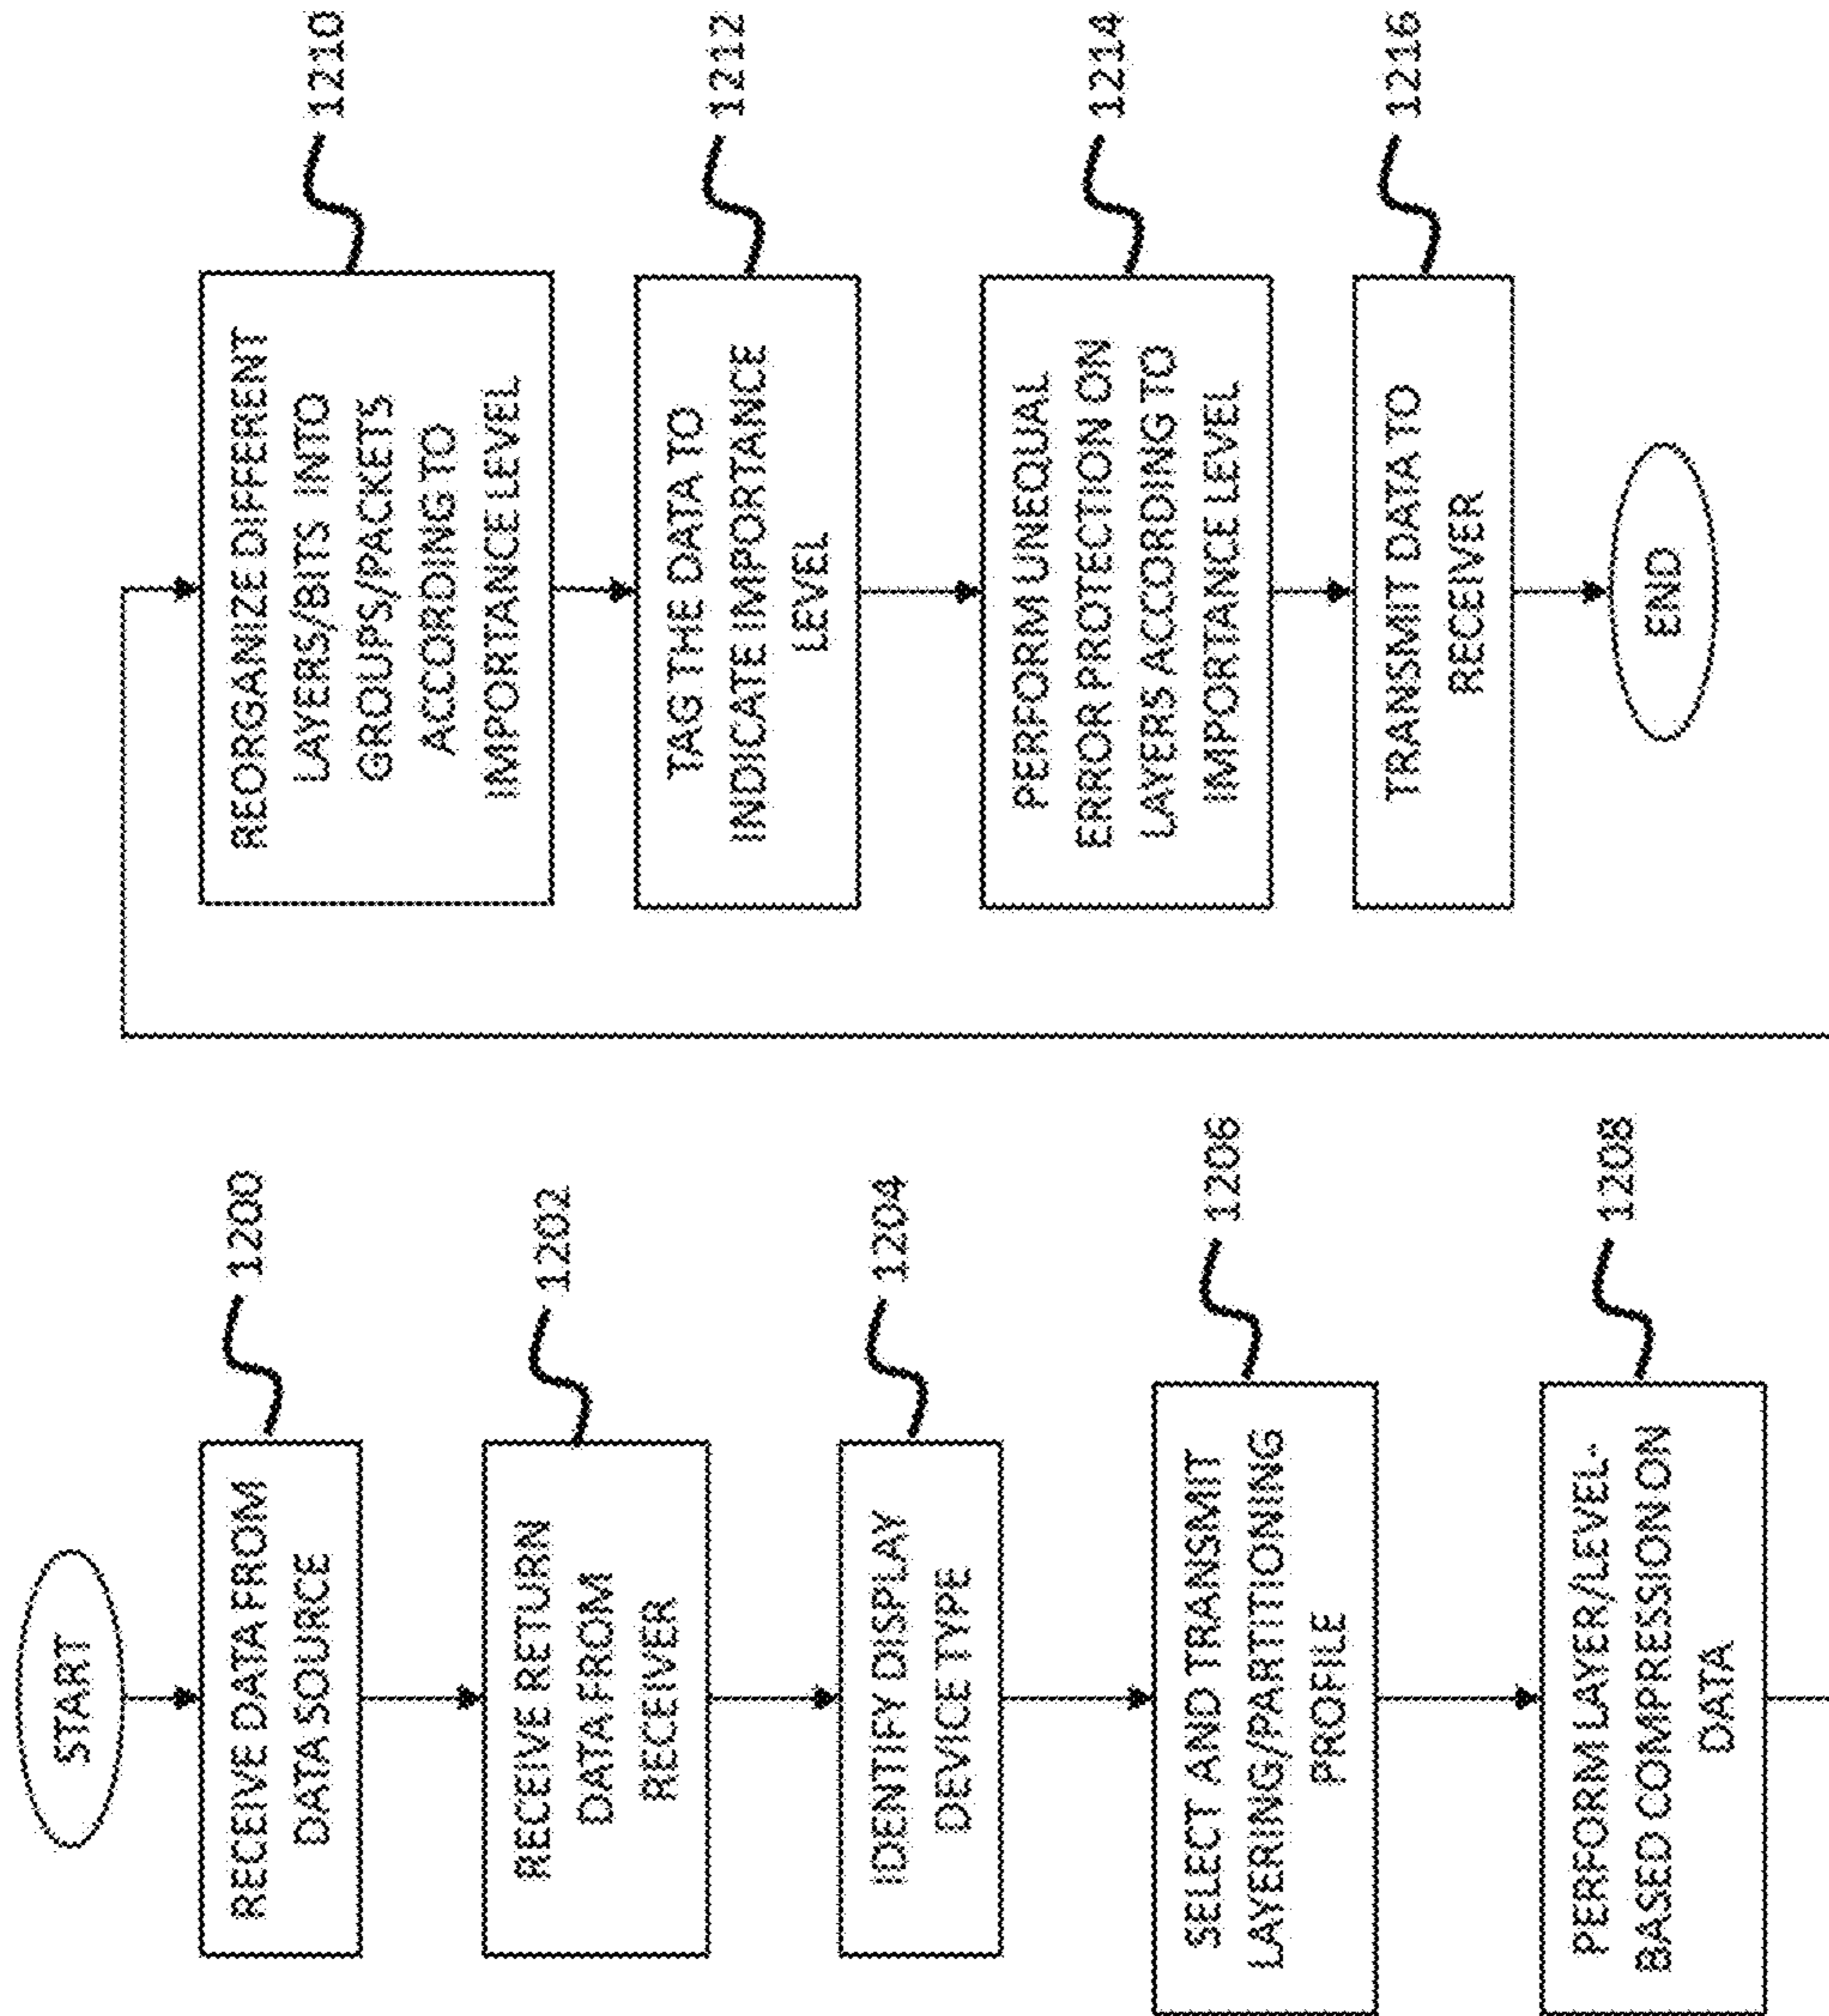 START
RECEIVE DATA FROM
DATA SOURCE
1200
RECEIVE RETURN
DATA FROM
RECEIVER
1202
IDENTIFY DISPLAY
DEVICE TYPE
1204
SELECT AND TRANSMIT
LAYERING/PARTITIONING
PROFILE
1206
PERFORM LAYER/LEVEL-
BASED COMPRESSION ON
DATA
1208
REORGANIZE DIFFERENT
LAYERS/BITS INTO
GROUPS/PACKETS
ACCORDING TO
IMPORTANCE LEVEL
1210
TAG THE DATA TO
INDICATE IMPORTANCE
LEVEL
1212
PERFORM UNEQUAL
ERROR PROTECTION ON
LAYERS ACCORDING TO
IMPORTANCE LEVEL
1214
TRANSMIT DATA TO
RECEIVER
1216
END